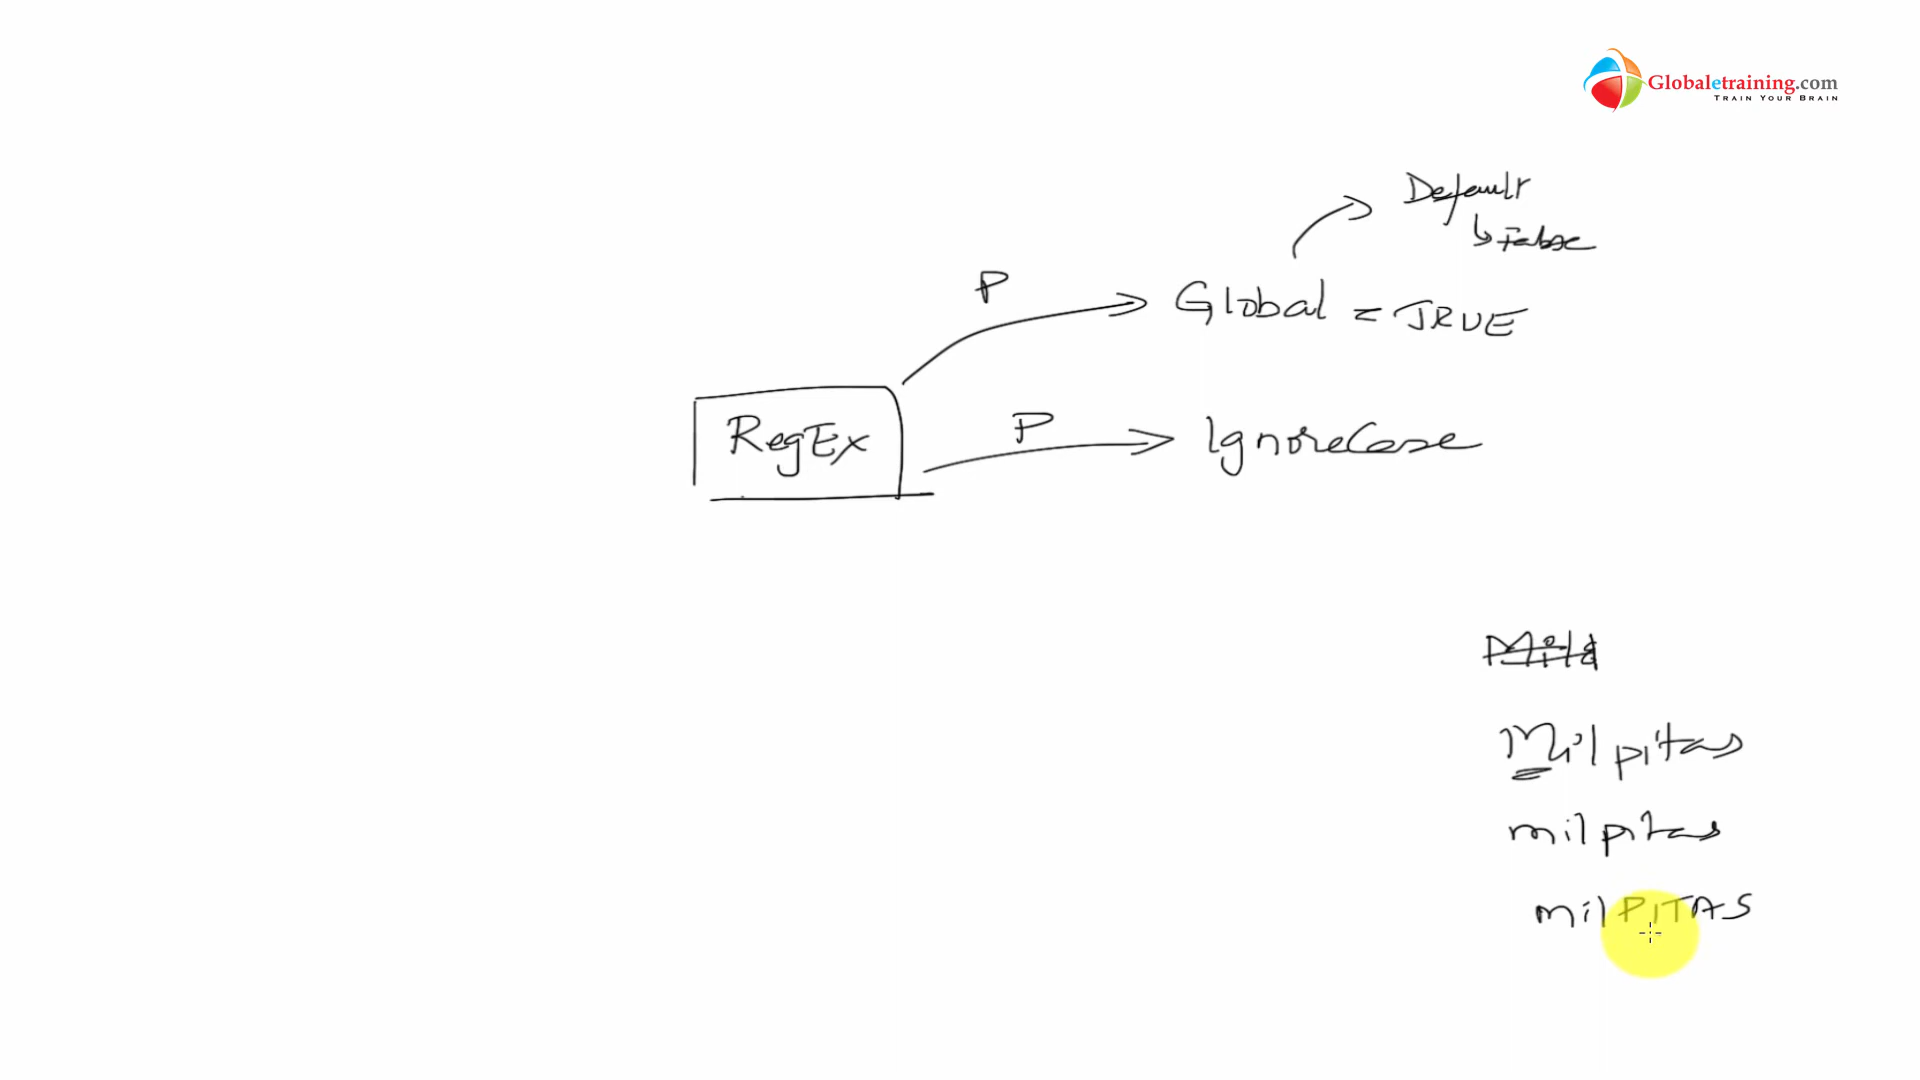 Globaletraining.com
TRAIN YOUR BRAIN
Default
False
P
Global = TRUE
RegEx
P
IgnoreCase
Milpitas
milpitas
milPITAS